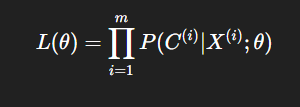 L(θ) = ∏_{i=1}^{m} P(C^{(i)}|X^{(i)}; θ)